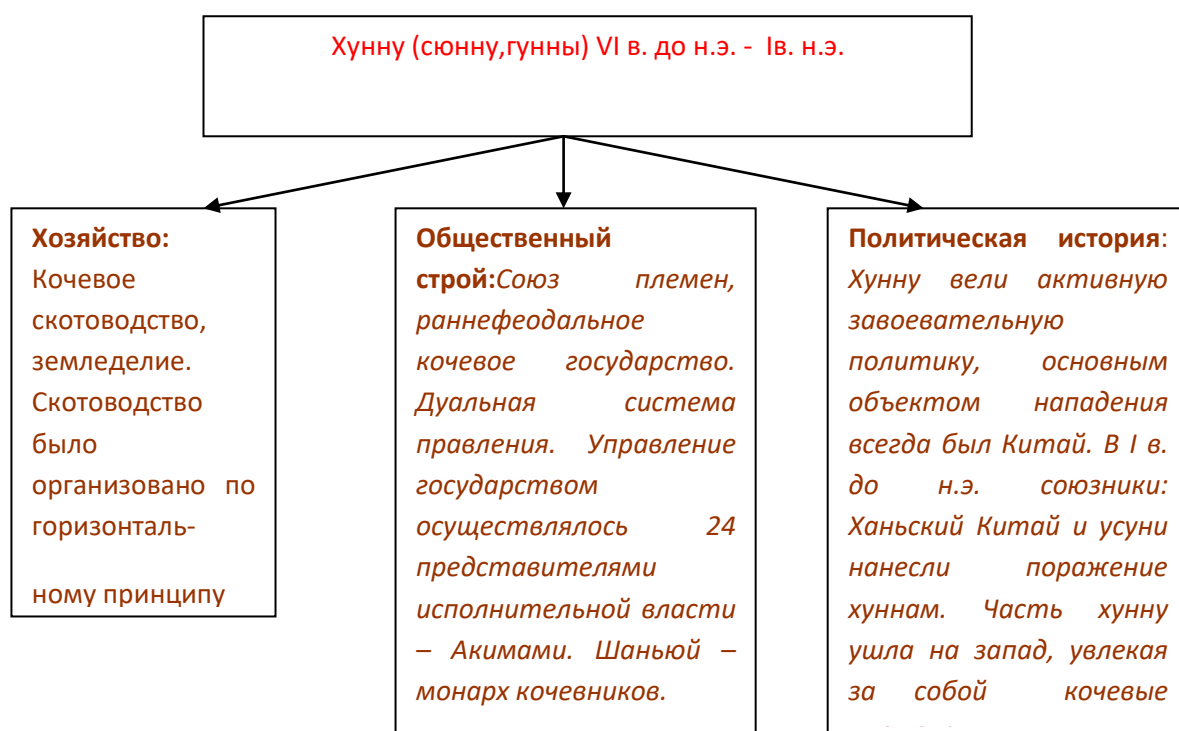 Хунну (сюнну,гунны) VI в. до н.э. - Iв. н.э.
Хозяйство:
Кочевое
скотоводство,
земледелие.
Скотоводство
было
организовано по
горизонталь-
ному принципу
Общественный
строй:Союз племен,
раннефеодальное
кочевое государство.
Дуальная система
правления. Управление
государством
осуществлялось 24
представителями
исполнительной власти
– Акимами. Шаньюй –
монарх кочевников.
Политическая история:
Хунну вели активную
завоевательную
политику, основным
объектом нападения
всегда был Китай. В I в.
до н.э. союзники:
Ханьский Китай и усуни
нанесли поражение
хуннам. Часть хунну
ушла на запад, увлекая
за собой кочевые